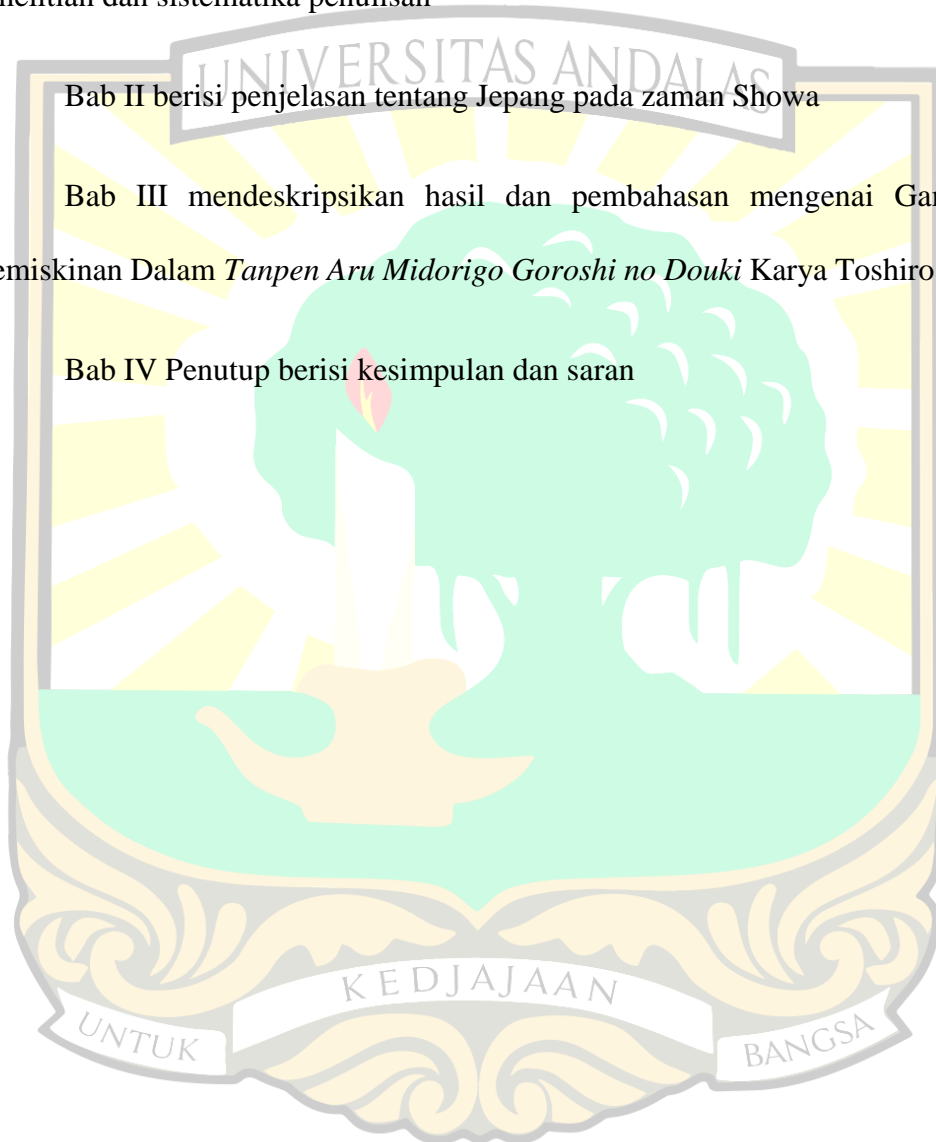 nelitian dan sistematika penulisan
UNIVERSITAS ANDALAS
Bab II berisi penjelasan tentang Jepang pada zaman Showa
Bab III mendeskripsikan hasil dan pembahasan mengenai Gar
emiskinan Dalam Tanpen Aru Midorigo Goroshi no Douki Karya Toshiro
Bab IV Penutup berisi kesimpulan dan saran
KEDJAJAAN
UNTUK
BANGSA